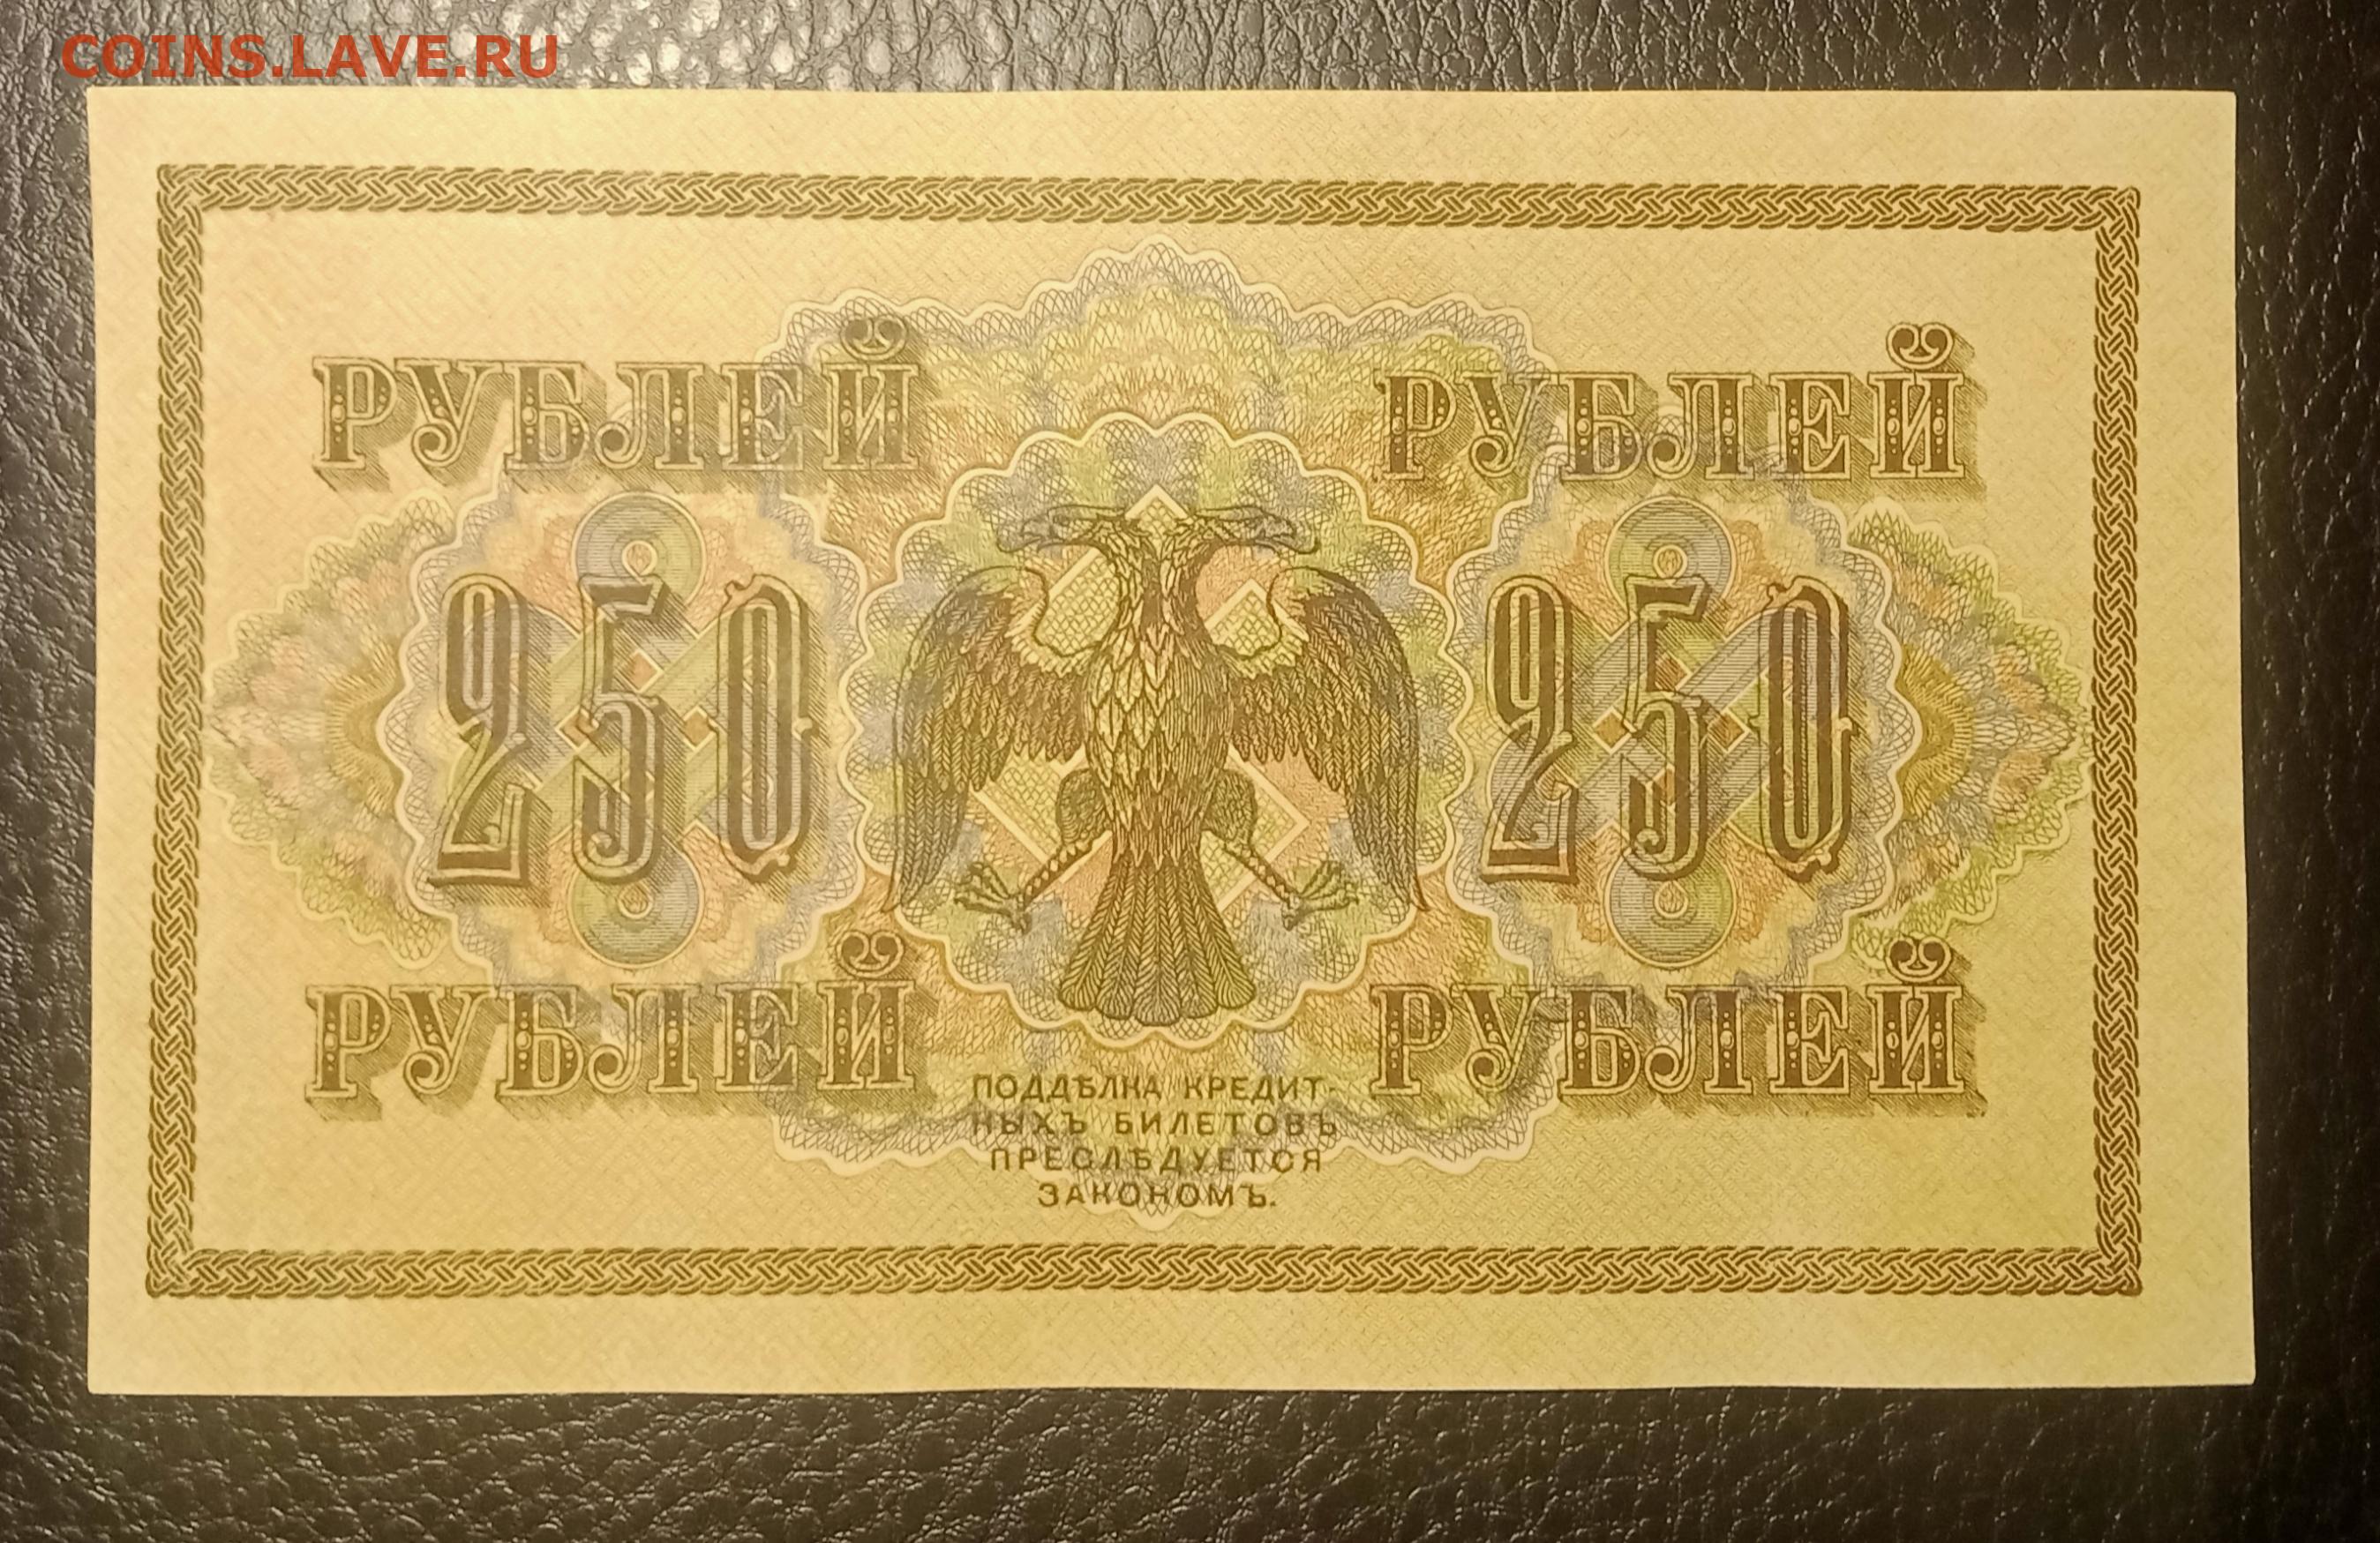 COINS.LAVE.RU
РУБЛЕЙ РУБЛЕЙ
250 250
РУБЛЕЙ РУБЛЕЙ
ПОДДѢЛКА КРЕДИТ-
НЫХЪ БИЛЕТОВЪ
ПРЕСЛѢДУЕТСЯ
ЗАКОНОМЪ.